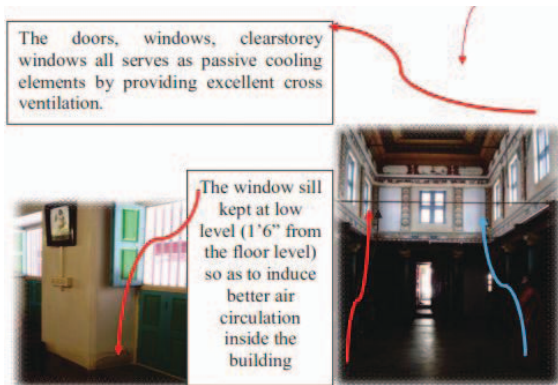 The doors, windows, clearstorey
windows all serves as passive cooling
elements by providing excellent cross
ventilation.
The window sill
kept at low
level (1’6” from
the floor level)
so as to induce
better air
circulation
inside the
building